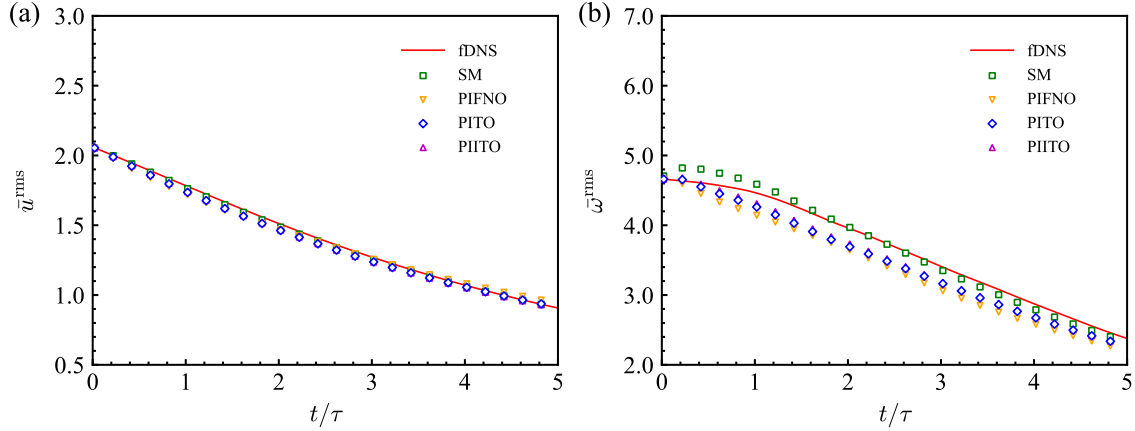 (a)
3.0
2.5
2.0
1.5
1.0
0.5
ū^rms
0 1 2 3 4 5
t/τ
fDNS
SM
PIFNO
PITO
PIITO
(b)
7.0
6.0
5.0
4.0
3.0
2.0
ω̄^rms
0 1 2 3 4 5
t/τ
fDNS
SM
PIFNO
PITO
PIITO